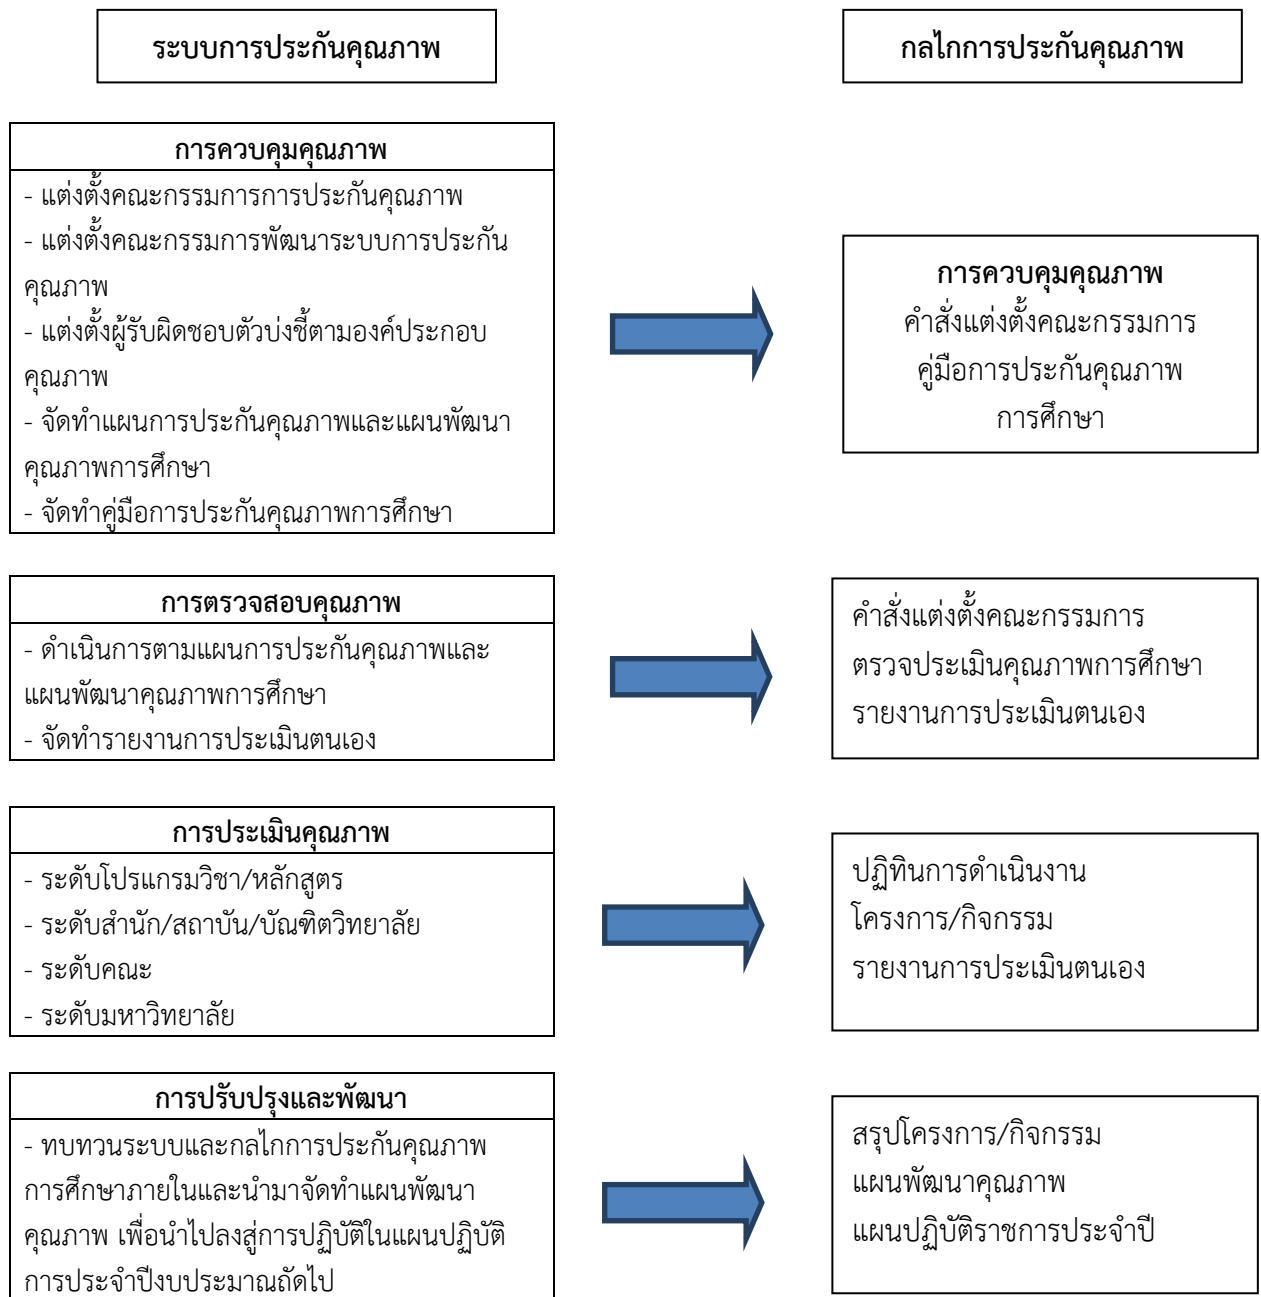 ระบบการประกันคุณภาพ
กลไกการประกันคุณภาพ
การควบคุมคุณภาพ
- แต่งตั้งคณะกรรมการการประกันคุณภาพ
- แต่งตั้งคณะกรรมการพัฒนาระบบการประกัน
คุณภาพ
- แต่งตั้งผู้รับผิดชอบตัวบ่งชี้ตามองค์ประกอบ
คุณภาพ
- จัดทำแผนการประกันคุณภาพและแผนพัฒนา
คุณภาพการศึกษา
- จัดทำคู่มือการประกันคุณภาพการศึกษา
การควบคุมคุณภาพ
คำสั่งแต่งตั้งคณะกรรมการ
คู่มือการประกันคุณภาพ
การศึกษา
การตรวจสอบคุณภาพ
- ดำเนินการตามแผนการประกันคุณภาพและ
แผนพัฒนาคุณภาพการศึกษา
- จัดทำรายงานการประเมินตนเอง
คำสั่งแต่งตั้งคณะกรรมการ
ตรวจประเมินคุณภาพการศึกษา
รายงานการประเมินตนเอง
การประเมินคุณภาพ
- ระดับโปรแกรมวิชา/หลักสูตร
- ระดับสำนัก/สถาบัน/บัณฑิตวิทยาลัย
- ระดับคณะ
- ระดับมหาวิทยาลัย
ปฏิทินการดำเนินงาน
โครงการ/กิจกรรม
รายงานการประเมินตนเอง
การปรับปรุงและพัฒนา
- ทบทวนระบบและกลไกการประกันคุณภาพ
การศึกษาภายในและนำมาจัดทำแผนพัฒนา
คุณภาพ เพื่อนำไปลงสู่การปฏิบัติในแผนปฏิบัติ
การประจำปีงบประมาณถัดไป
สรุปโครงการ/กิจกรรม
แผนพัฒนาคุณภาพ
แผนปฏิบัติราชการประจำปี